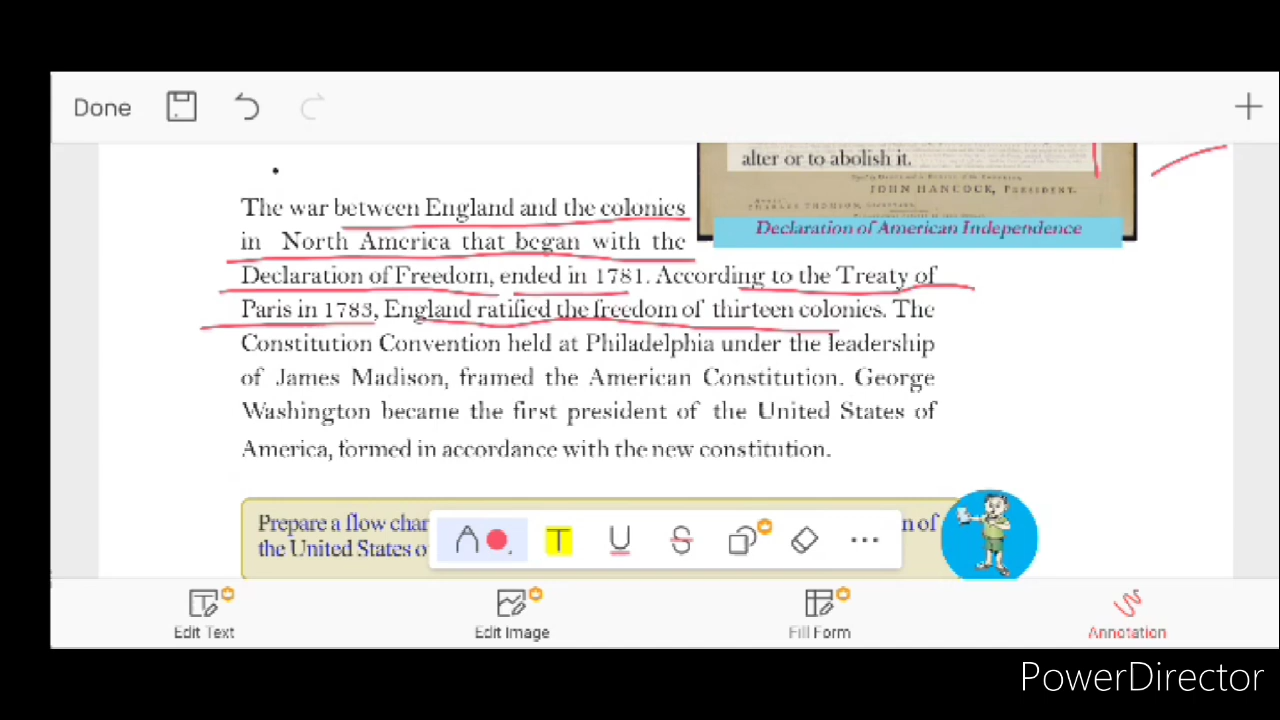 Done
alter or to abolish it.
JOHN HANCOCK, PRESIDENT.
CHARLES THOMSON, SECRETARY.
Declaration of American Independence
The war between England and the colonies
in North America that began with the
Declaration of Freedom, ended in 1781. According to the Treaty of
Paris in 1783, England ratified the freedom of thirteen colonies. The
Constitution Convention held at Philadelphia under the leadership
of James Madison, framed the American Constitution. George
Washington became the first president of the United States of
America, formed in accordance with the new constitution.
Prepare a flow char n of
the United States o
Edit Text
Edit Image
Fill Form
Annotation
PowerDirector